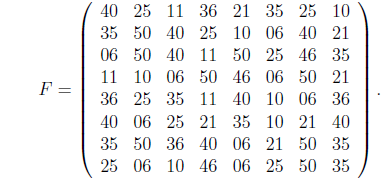 40 25 11 36 21 35 25 10
35 50 40 25 10 06 40 21
06 50 40 11 50 25 46 35
F = 11 10 06 50 46 06 50 21 .
36 25 35 11 40 10 06 36
40 06 25 21 35 10 21 40
35 50 36 40 06 21 50 35
25 06 10 46 06 25 50 35